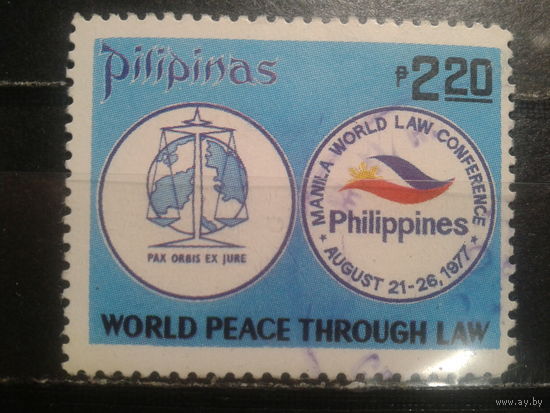 Pilipinas
₱2.20
PAX ORBIS EX JURE
MANILA WORLD LAW CONFERENCE
Philippines
★ AUGUST 21-26, 1977 ★
WORLD PEACE THROUGH LAW
www.ay.by